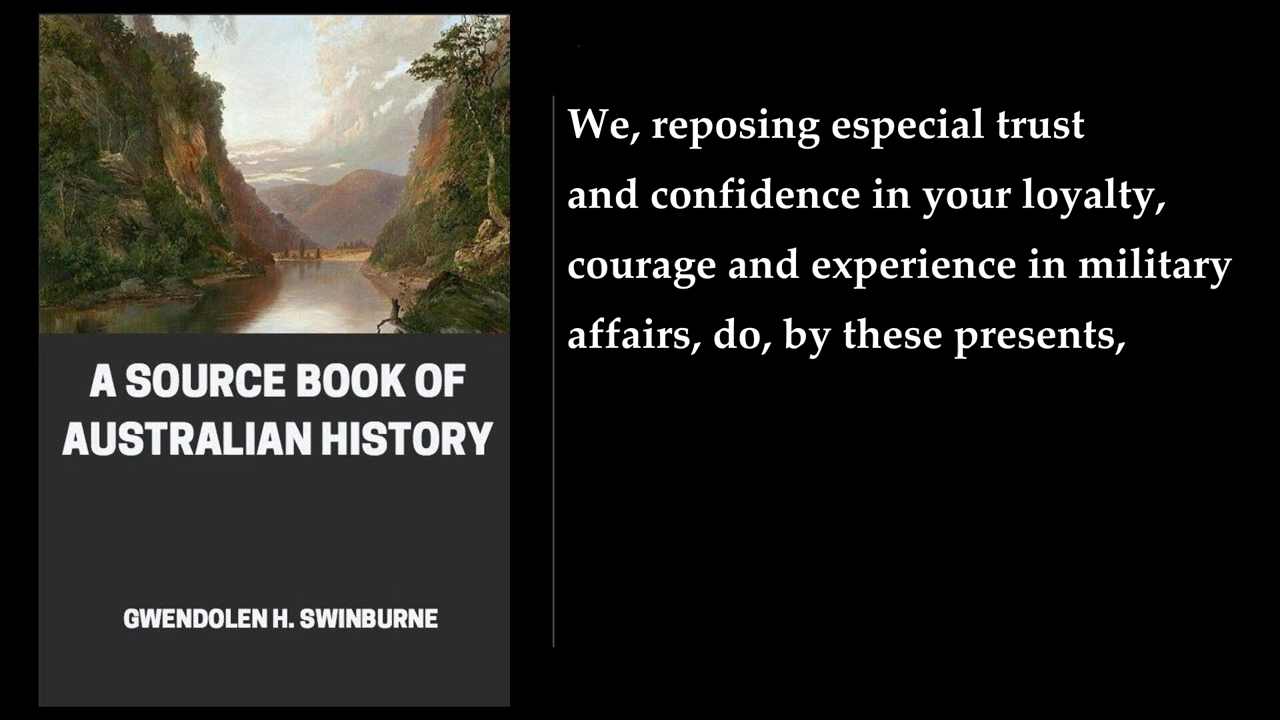 A SOURCE BOOK OF
AUSTRALIAN HISTORY
GWENDOLEN H. SWINBURNE
We, reposing especial trust
and confidence in your loyalty,
courage and experience in military
affairs, do, by these presents,